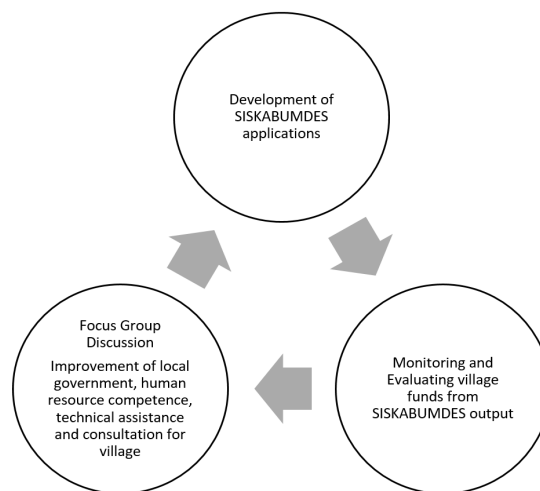 Development of
SISKABUMDES
applications
Monitoring and
Evaluating village
funds from
SISKABUMDES output
Focus Group
Discussion
Improvement of local
government, human
resource competence,
technical assistance
and consultation for
village